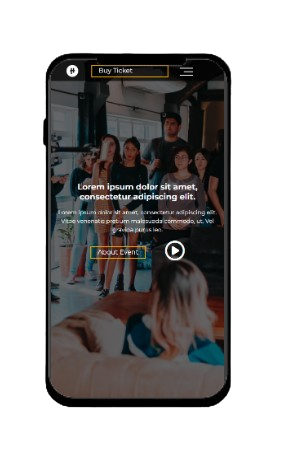 Buy Ticket
Lorem ipsum dolor sit amet,
consectetur adipiscing elit.
Lorem ipsum dolor sit amet, consectetur adipiscing elit.
Vitae venenatis pretium malesuada commodo, ut. Vel
gravida purus leo.
About Event